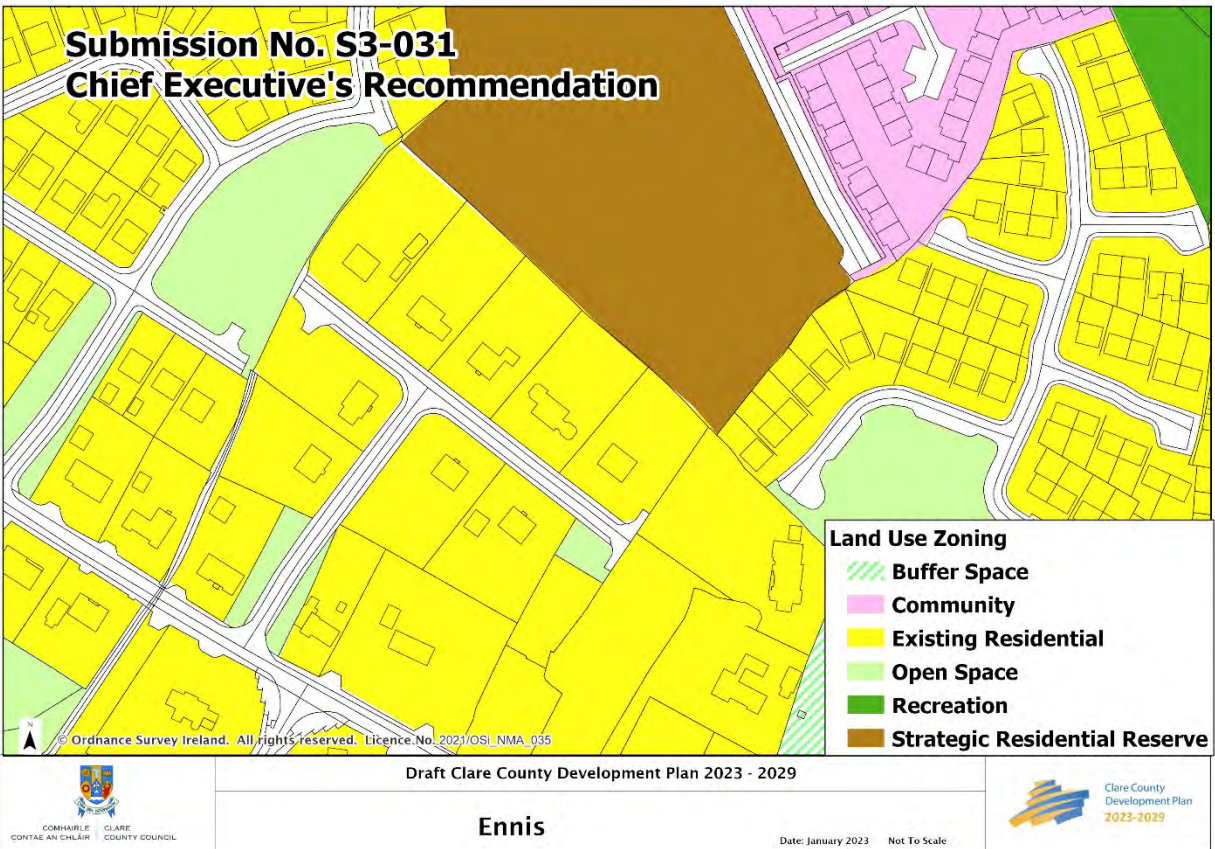 Submission No. S3-031
Chief Executive's Recommendation
Land Use Zoning
Buffer Space
Community
Existing Residential
Open Space
Recreation
Strategic Residential Reserve
N
© Ordnance Survey Ireland. All rights reserved. Licence No. 2021/OSi_NMA_035
COMHAIRLE CONTAE AN CHLÁIR
CLARE COUNTY COUNCIL
Draft Clare County Development Plan 2023 - 2029
Ennis
Date: January 2023 Not To Scale
Clare County
Development Plan
2023-2029